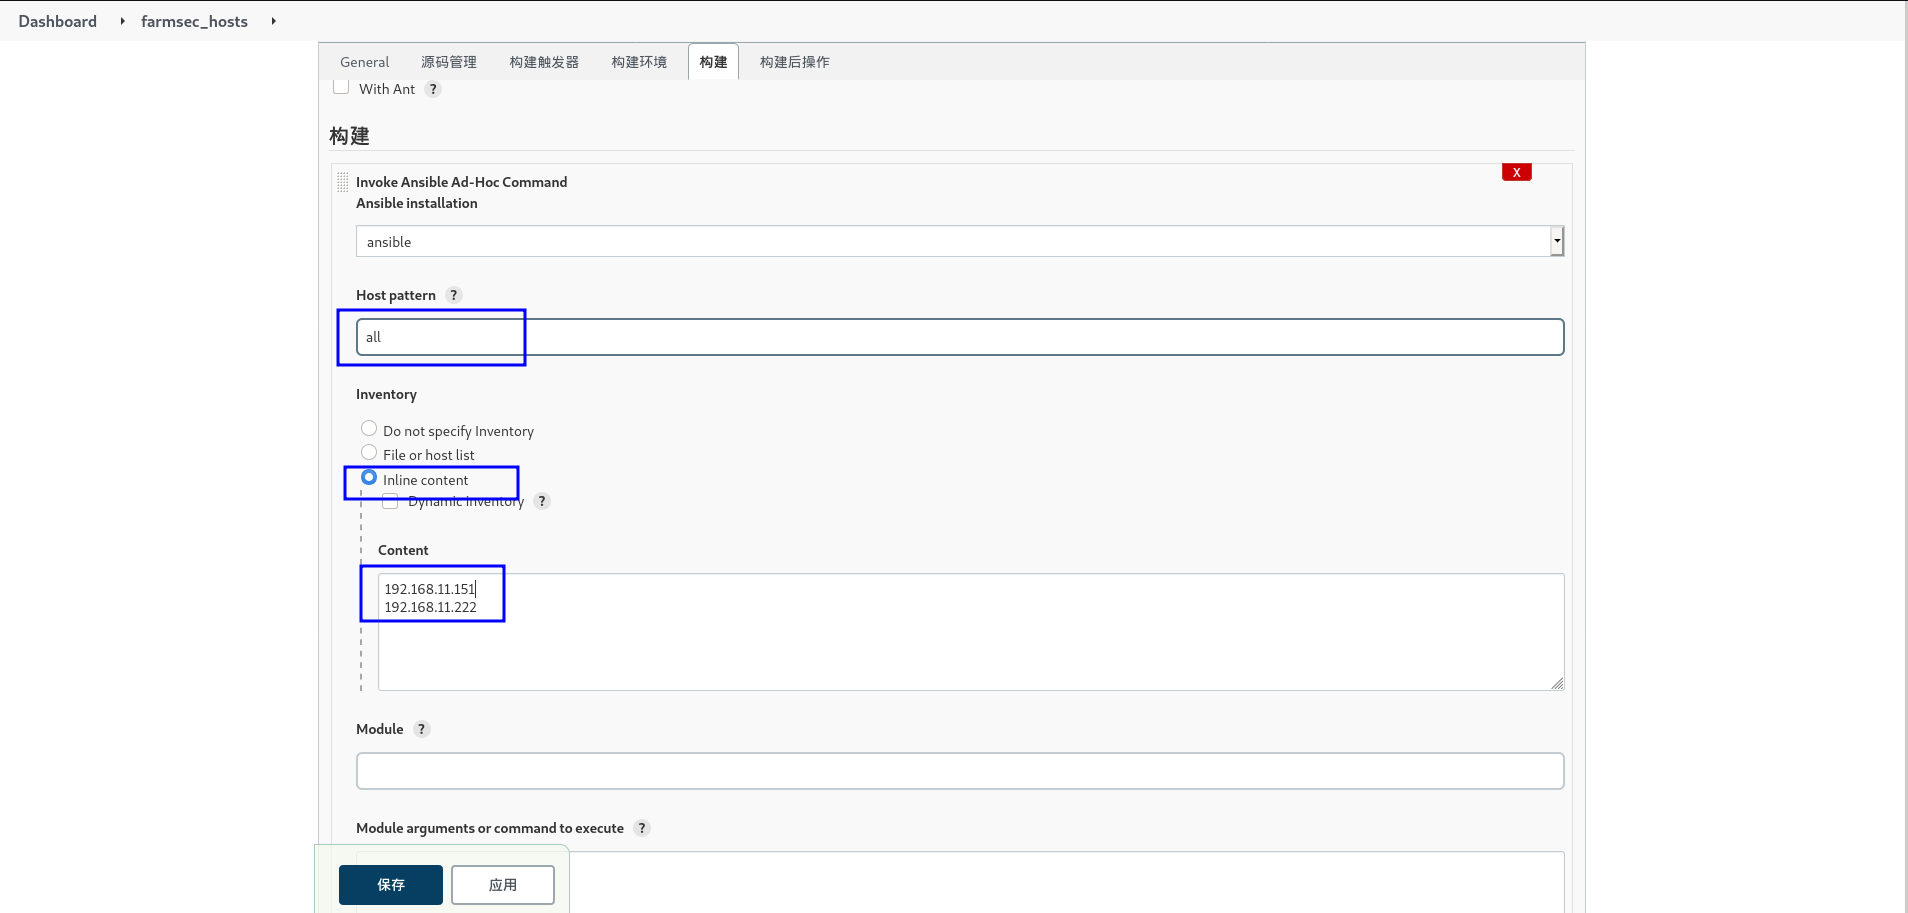 Dashboard farmsec_hosts
General 源码管理 构建触发器 构建环境 构建 构建后操作
With Ant ?
构建
X
Invoke Ansible Ad-Hoc Command
Ansible installation
ansible
Host pattern ?
all
Inventory
Do not specify Inventory
File or host list
Inline content
Dynamic Inventory ?
Content
192.168.11.151
192.168.11.222
Module ?
Module arguments or command to execute ?
保存 应用